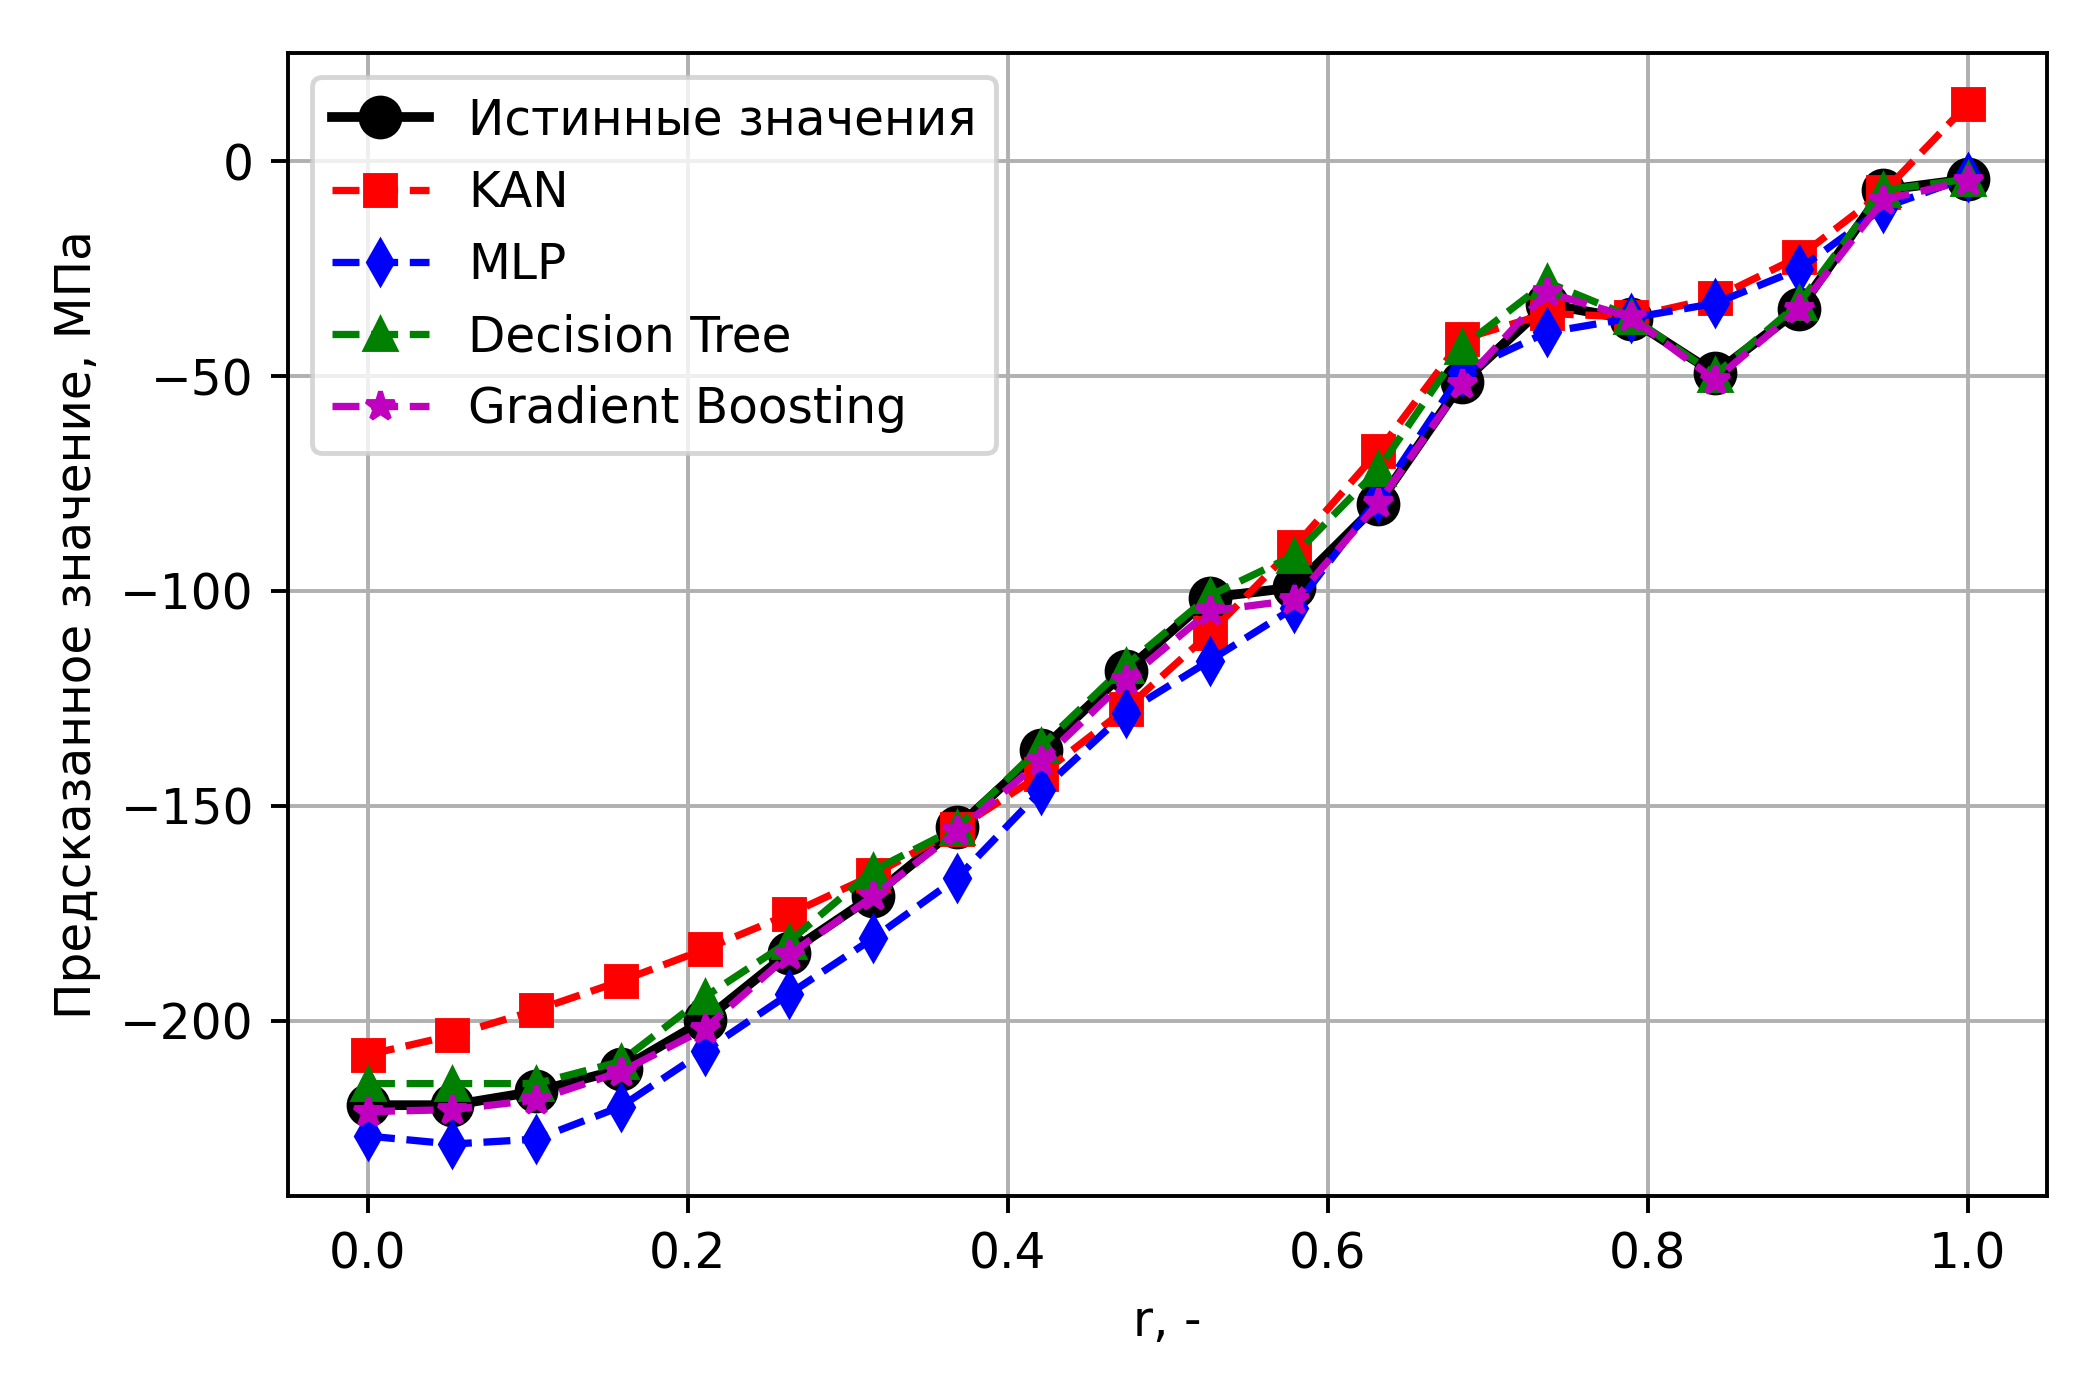 Истинные значения
KAN
MLP
Decision Tree
Gradient Boosting
Предсказанное значение, МПа
0
−50
−100
−150
−200
0.0 0.2 0.4 0.6 0.8 1.0
r, -